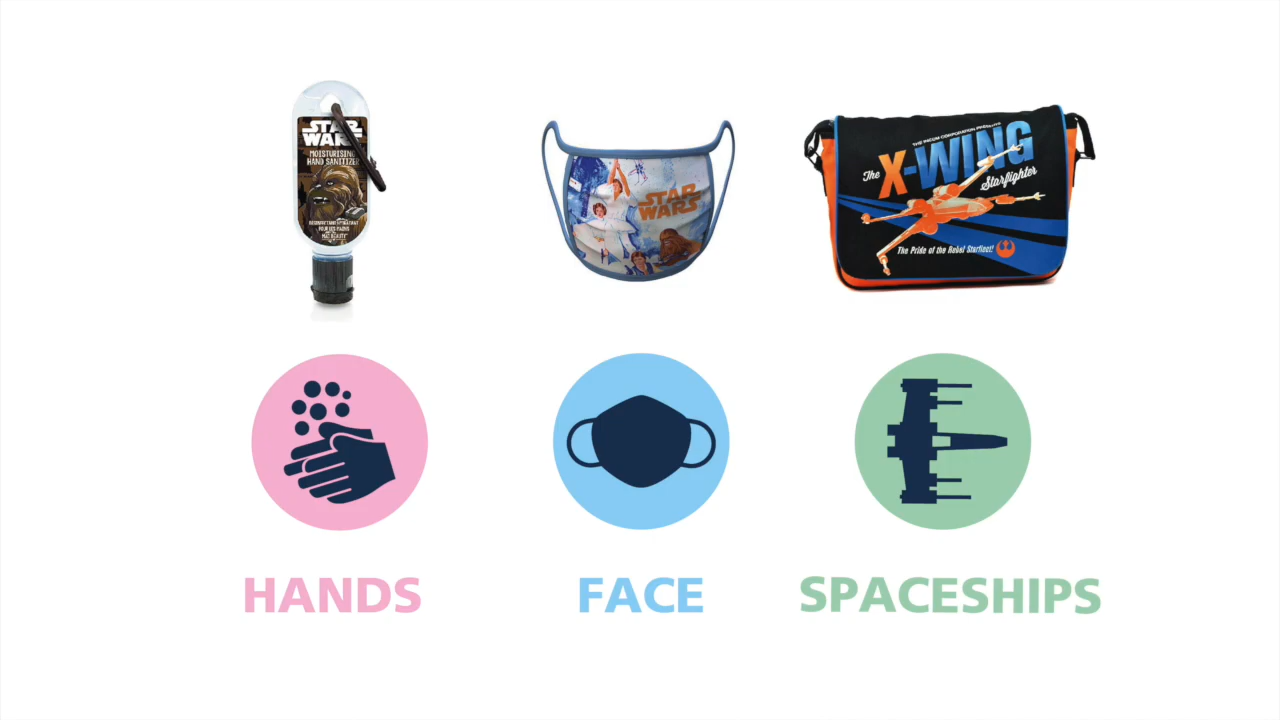 STAR
WARS
MOISTURISING
HAND SANITIZER
STAR
WARS
THE INCOM CORPORATION PRESENTS
The X-WING
Starfighter
The Pride of the Rebel Starfleet!
HANDS
FACE
SPACESHIPS